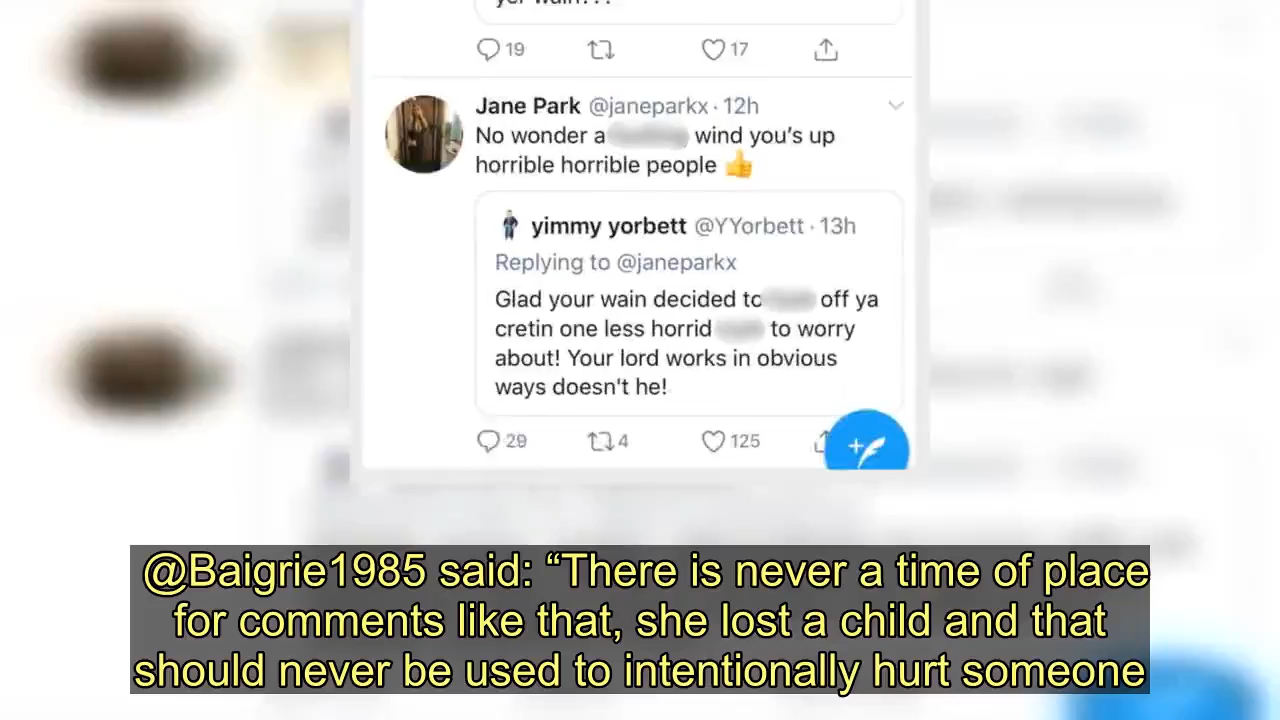 19 17
Jane Park @janeparkx · 12h
No wonder a wind you’s up
horrible horrible people 👍
yimmy yorbett @YYorbett · 13h
Replying to @janeparkx
Glad your wain decided to off ya
cretin one less horrid to worry
about! Your lord works in obvious
ways doesn't he!
29 4 125
@Baigrie1985 said: “There is never a time of place
for comments like that, she lost a child and that
should never be used to intentionally hurt someone